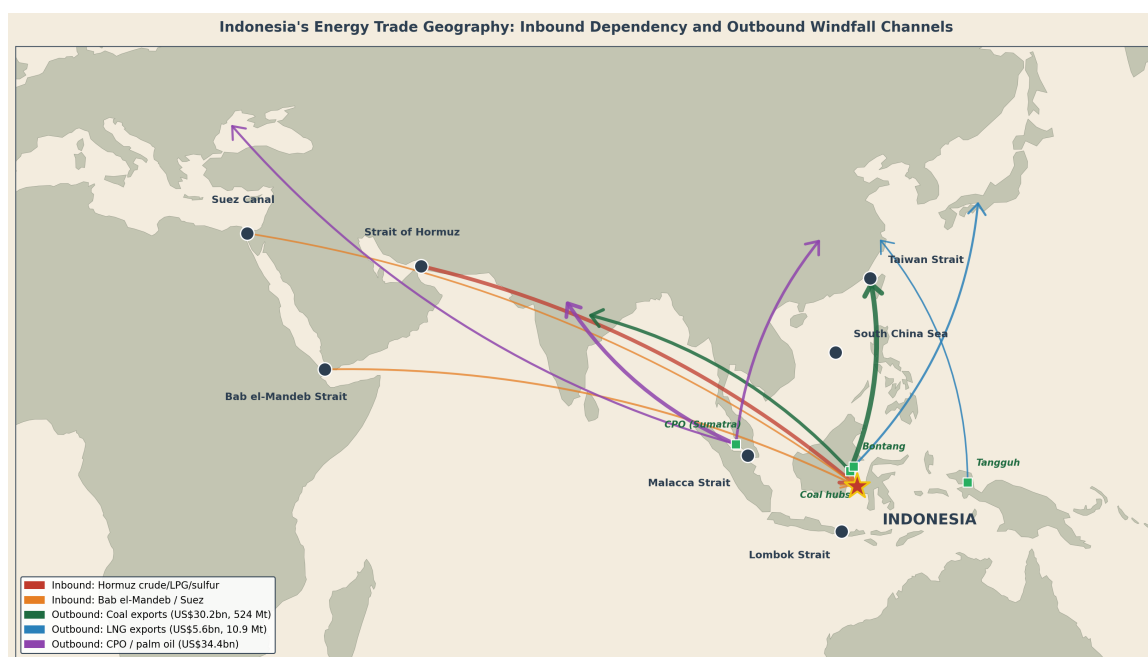 Indonesia's Energy Trade Geography: Inbound Dependency and Outbound Windfall Channels
Suez Canal
Strait of Hormuz
Taiwan Strait
South China Sea
Bab el-Mandeb Strait
CPO (Sumatra)
Bontang
Tangguh
Malacca Strait
Coal hubs
INDONESIA
Lombok Strait
Inbound: Hormuz crude/LPG/sulfur
Inbound: Bab el-Mandeb / Suez
Outbound: Coal exports (US$30.2bn, 524 Mt)
Outbound: LNG exports (US$5.6bn, 10.9 Mt)
Outbound: CPO / palm oil (US$34.4bn)